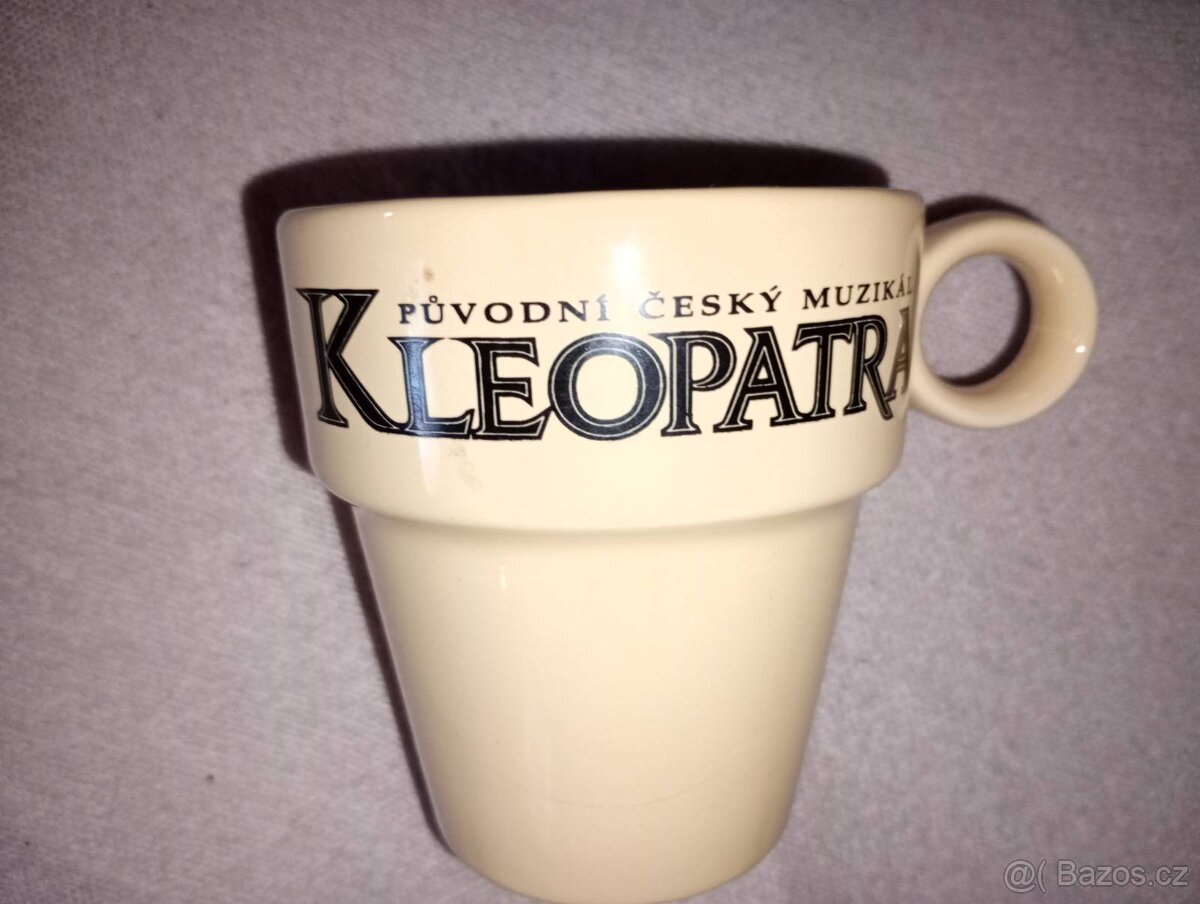 PŮVODNÍ ČESKÝ MUZIKÁL
KLEOPATRA
@( Bazos.cz